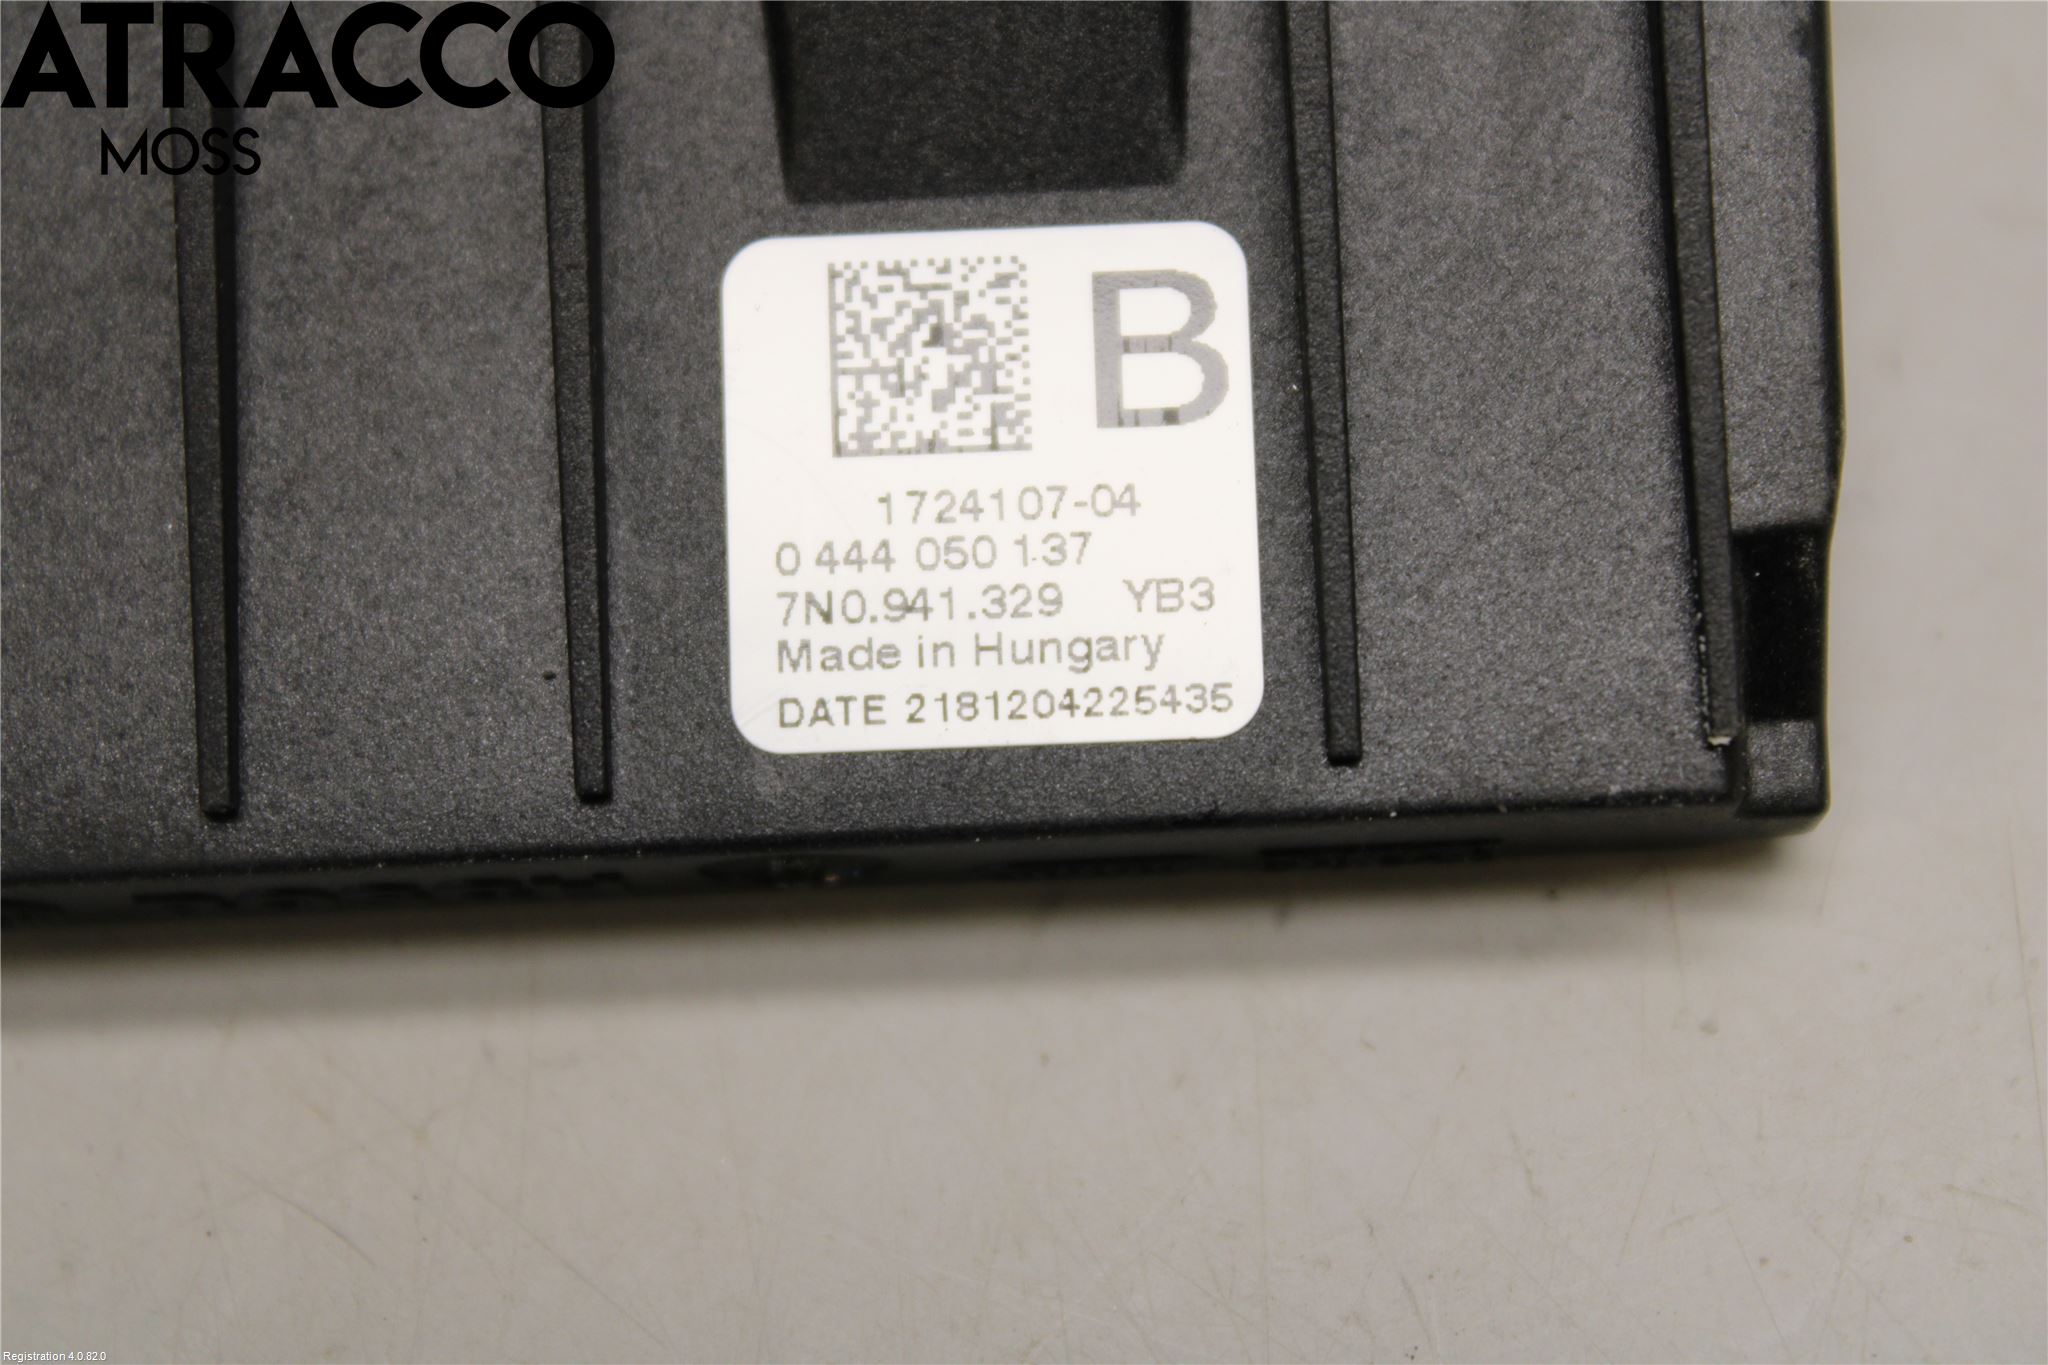 ATRACCO
MOSS
B
1724107-04
0 444 050 137
7N0.941.329 YB3
Made in Hungary
DATE 2181204225435
Registration 4.0.82.0